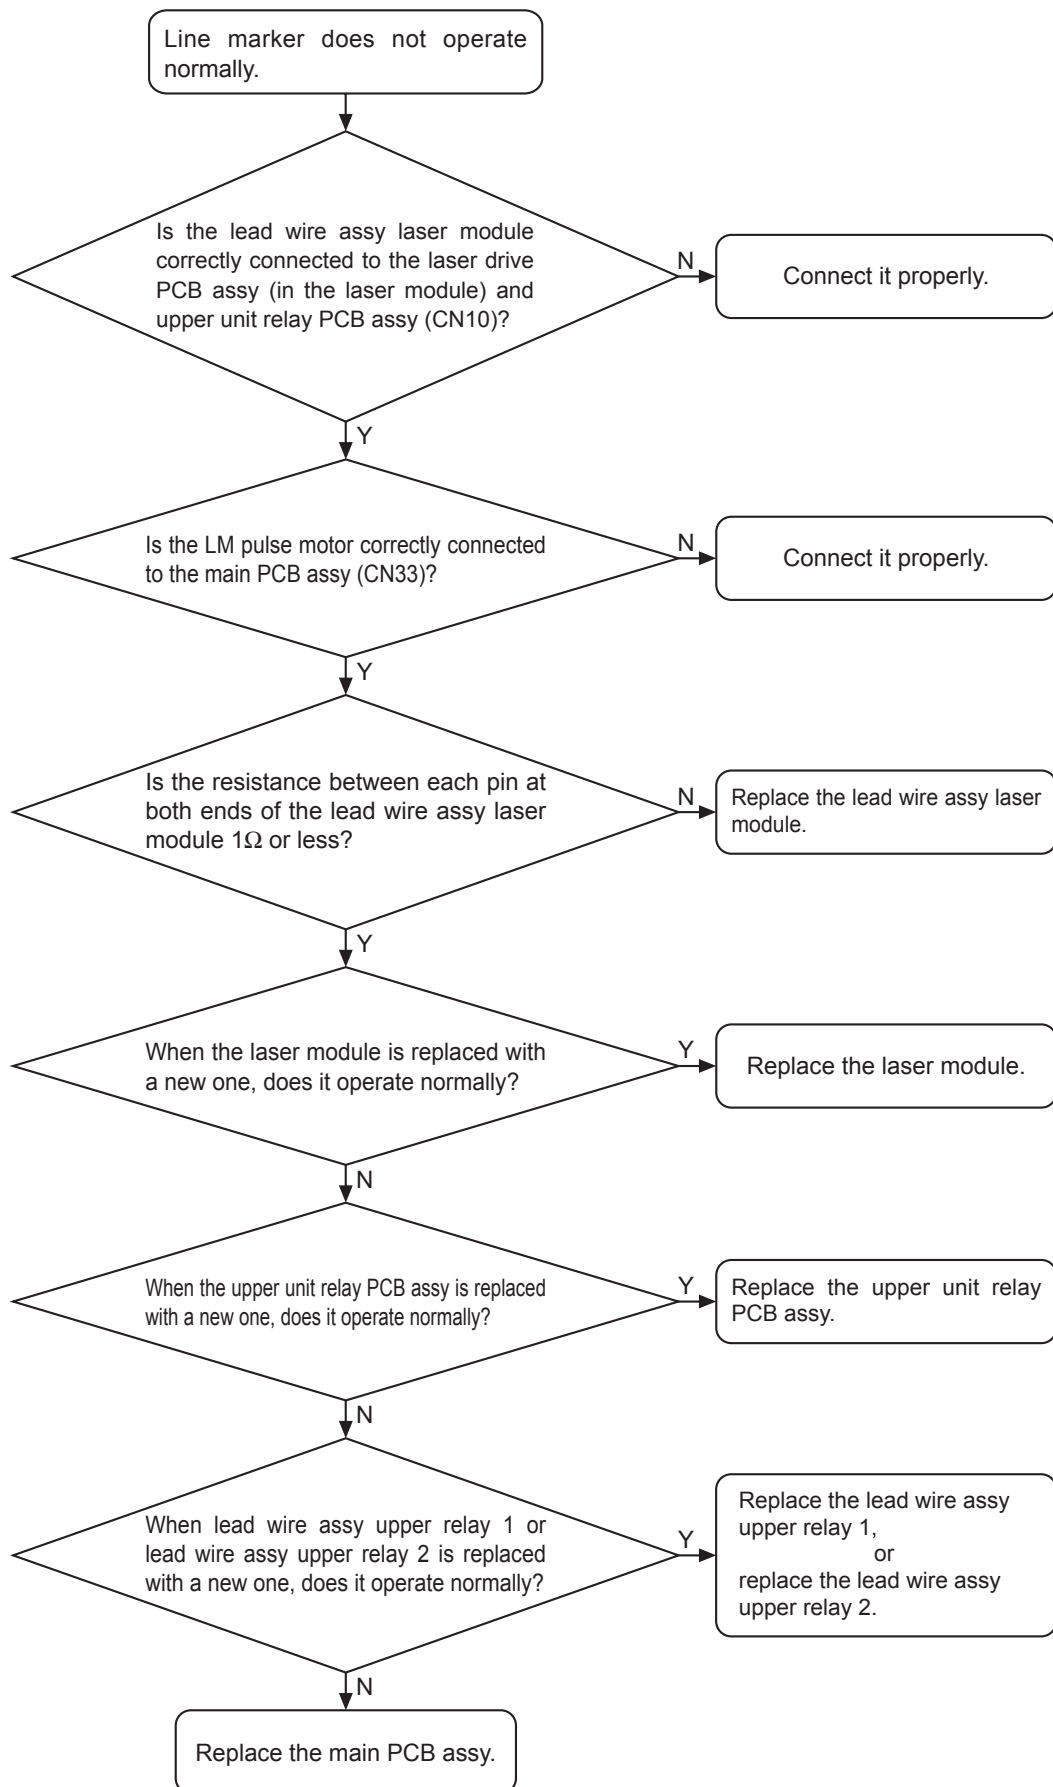 Line marker does not operate
normally.
Is the lead wire assy laser module
correctly connected to the laser drive
PCB assy (in the laser module) and
upper unit relay PCB assy (CN10)?
N
Connect it properly.
Y
Is the LM pulse motor correctly connected
to the main PCB assy (CN33)?
N
Connect it properly.
Y
Is the resistance between each pin at
both ends of the lead wire assy laser
module 1Ω or less?
N
Replace the lead wire assy laser
module.
Y
When the laser module is replaced with
a new one, does it operate normally?
Y
Replace the laser module.
N
When the upper unit relay PCB assy is replaced
with a new one, does it operate normally?
Y
Replace the upper unit relay
PCB assy.
N
When lead wire assy upper relay 1 or
lead wire assy upper relay 2 is replaced
with a new one, does it operate normally?
Y
Replace the lead wire assy
upper relay 1,
or
replace the lead wire assy
upper relay 2.
N
Replace the main PCB assy.